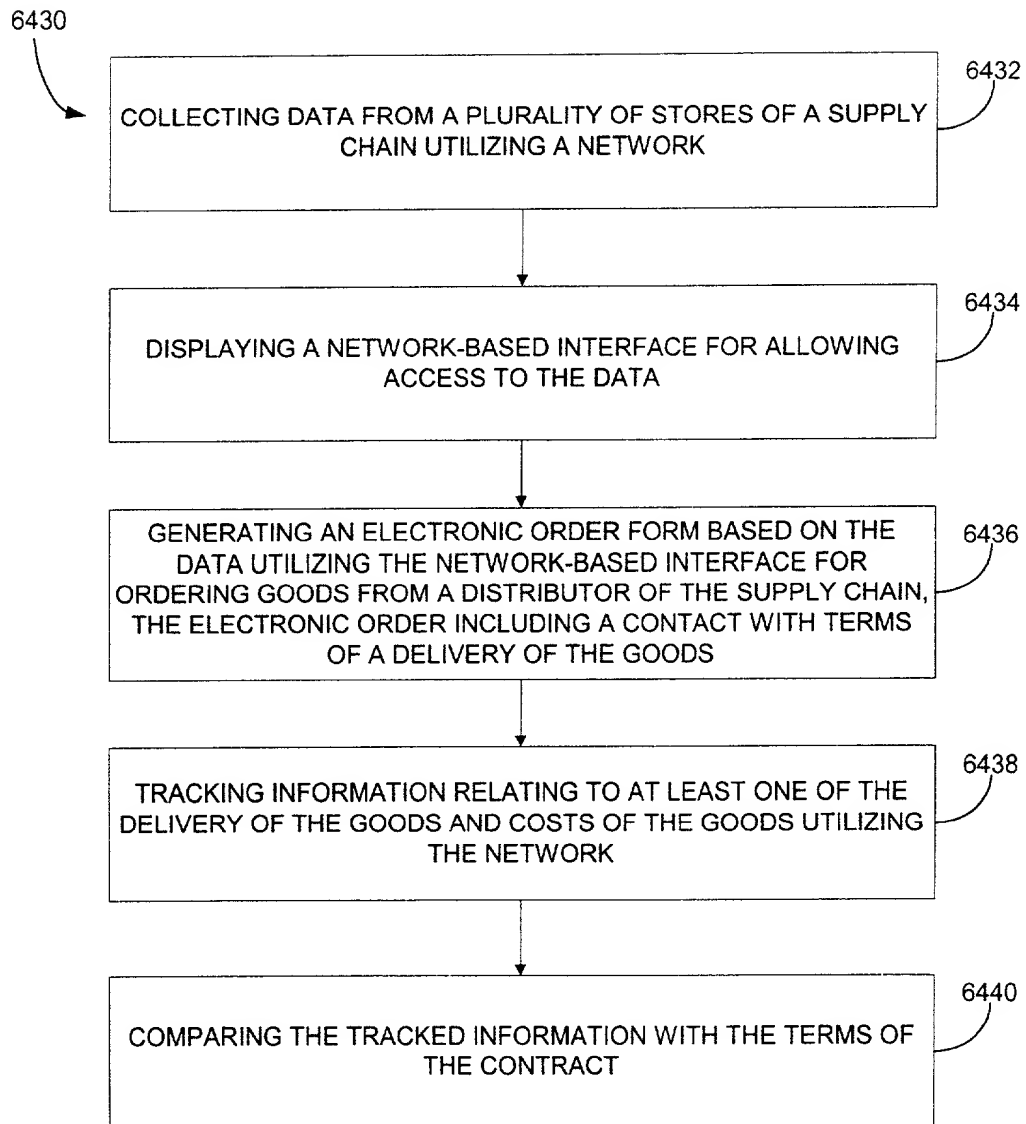 6430
6432
COLLECTING DATA FROM A PLURALITY OF STORES OF A SUPPLY
CHAIN UTILIZING A NETWORK
6434
DISPLAYING A NETWORK-BASED INTERFACE FOR ALLOWING
ACCESS TO THE DATA
6436
GENERATING AN ELECTRONIC ORDER FORM BASED ON THE
DATA UTILIZING THE NETWORK-BASED INTERFACE FOR
ORDERING GOODS FROM A DISTRIBUTOR OF THE SUPPLY CHAIN,
THE ELECTRONIC ORDER INCLUDING A CONTACT WITH TERMS
OF A DELIVERY OF THE GOODS
6438
TRACKING INFORMATION RELATING TO AT LEAST ONE OF THE
DELIVERY OF THE GOODS AND COSTS OF THE GOODS UTILIZING
THE NETWORK
6440
COMPARING THE TRACKED INFORMATION WITH THE TERMS OF
THE CONTRACT